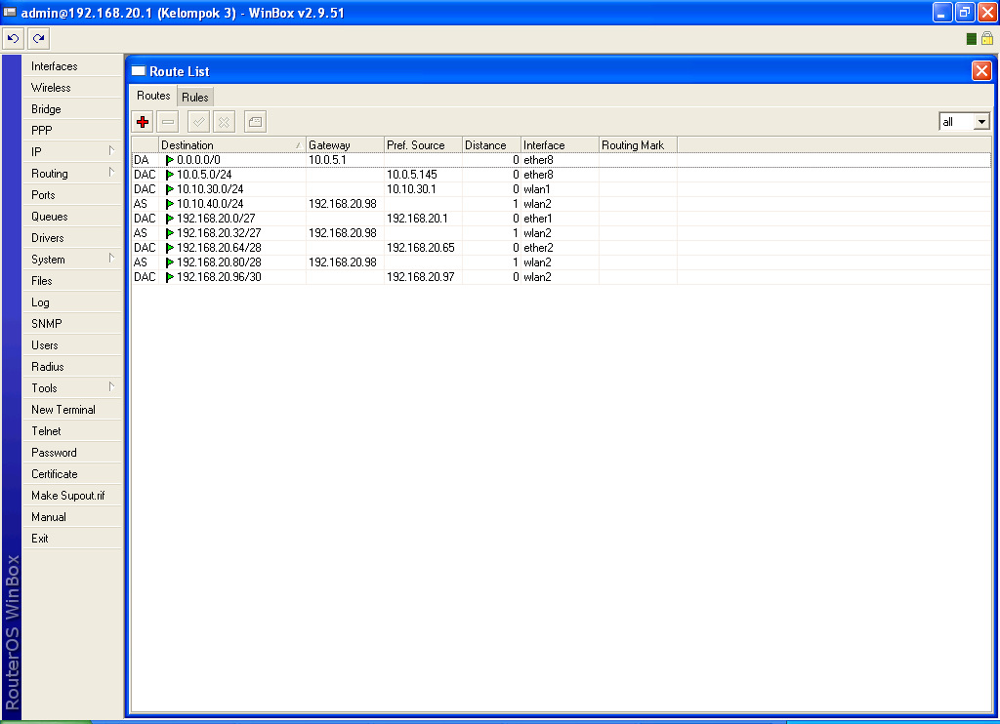 admin@192.168.20.1 (Kelompok 3) - WinBox v2.9.51
Interfaces
Wireless
Bridge
PPP
IP
Routing
Ports
Queues
Drivers
System
Files
Log
SNMP
Users
Radius
Tools
New Terminal
Telnet
Password
Certificate
Make Supout.rif
Manual
Exit
RouterOS WinBox
Route List
Routes Rules
all
Destination Gateway Pref. Source Distance Interface Routing Mark
DA 0.0.0.0/0 10.0.5.1 0 ether8
DAC 10.0.5.0/24 10.0.5.145 0 ether8
DAC 10.10.30.0/24 10.10.30.1 0 wlan1
AS 10.10.40.0/24 192.168.20.98 1 wlan2
DAC 192.168.20.0/27 192.168.20.1 0 ether1
AS 192.168.20.32/27 192.168.20.98 1 wlan2
DAC 192.168.20.64/28 192.168.20.65 0 ether2
AS 192.168.20.80/28 192.168.20.98 1 wlan2
DAC 192.168.20.96/30 192.168.20.97 0 wlan2